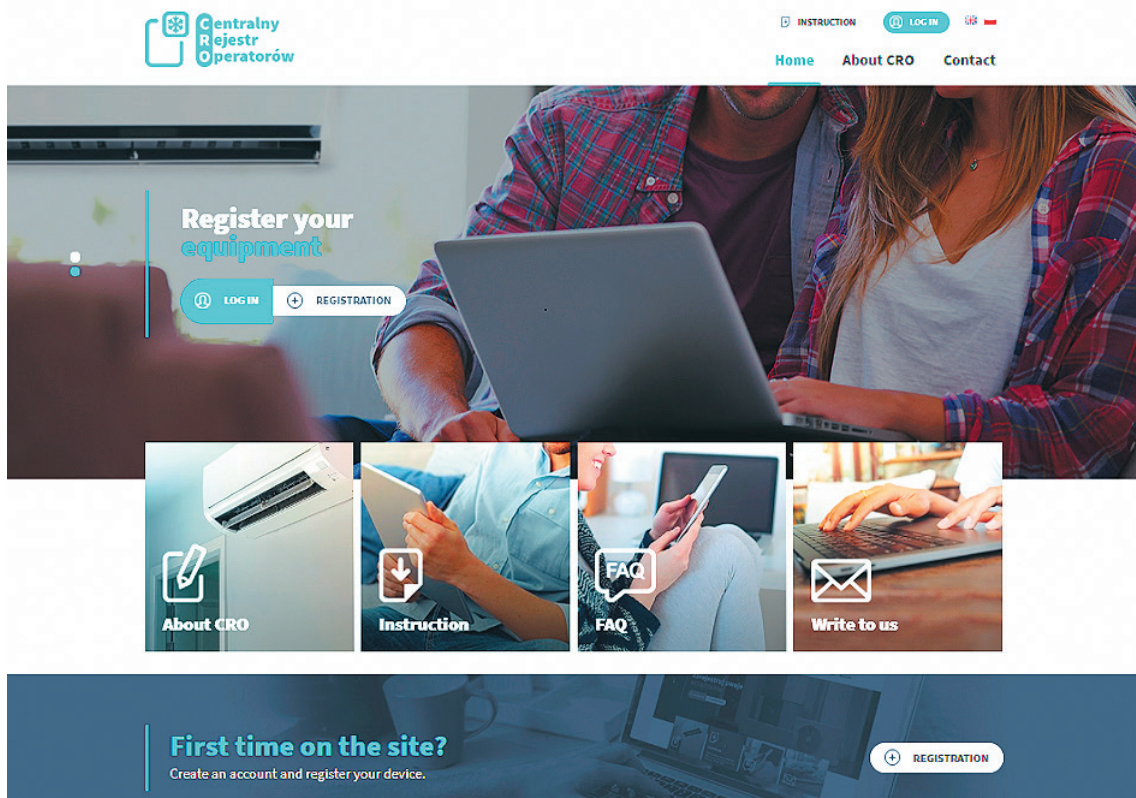 Centralny
Rejestr
Operatorów
INSTRUCTION
LOG IN
Home
About CRO
Contact
Register your
equipment
LOG IN
REGISTRATION
About CRO
Instruction
FAQ
FAQ
Write to us
First time on the site?
Create an account and register your device.
REGISTRATION